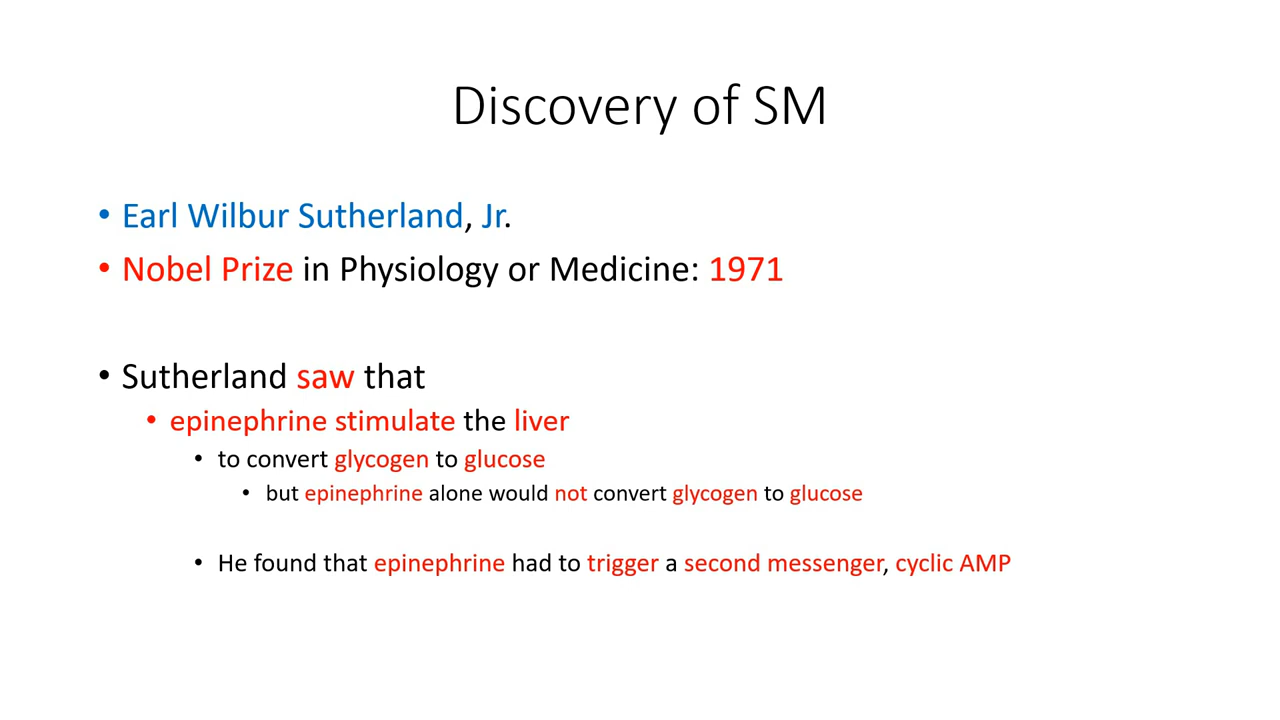 Discovery of SM
• Earl Wilbur Sutherland, Jr.
• Nobel Prize in Physiology or Medicine: 1971
• Sutherland saw that
• epinephrine stimulate the liver
• to convert glycogen to glucose
• but epinephrine alone would not convert glycogen to glucose
• He found that epinephrine had to trigger a second messenger, cyclic AMP